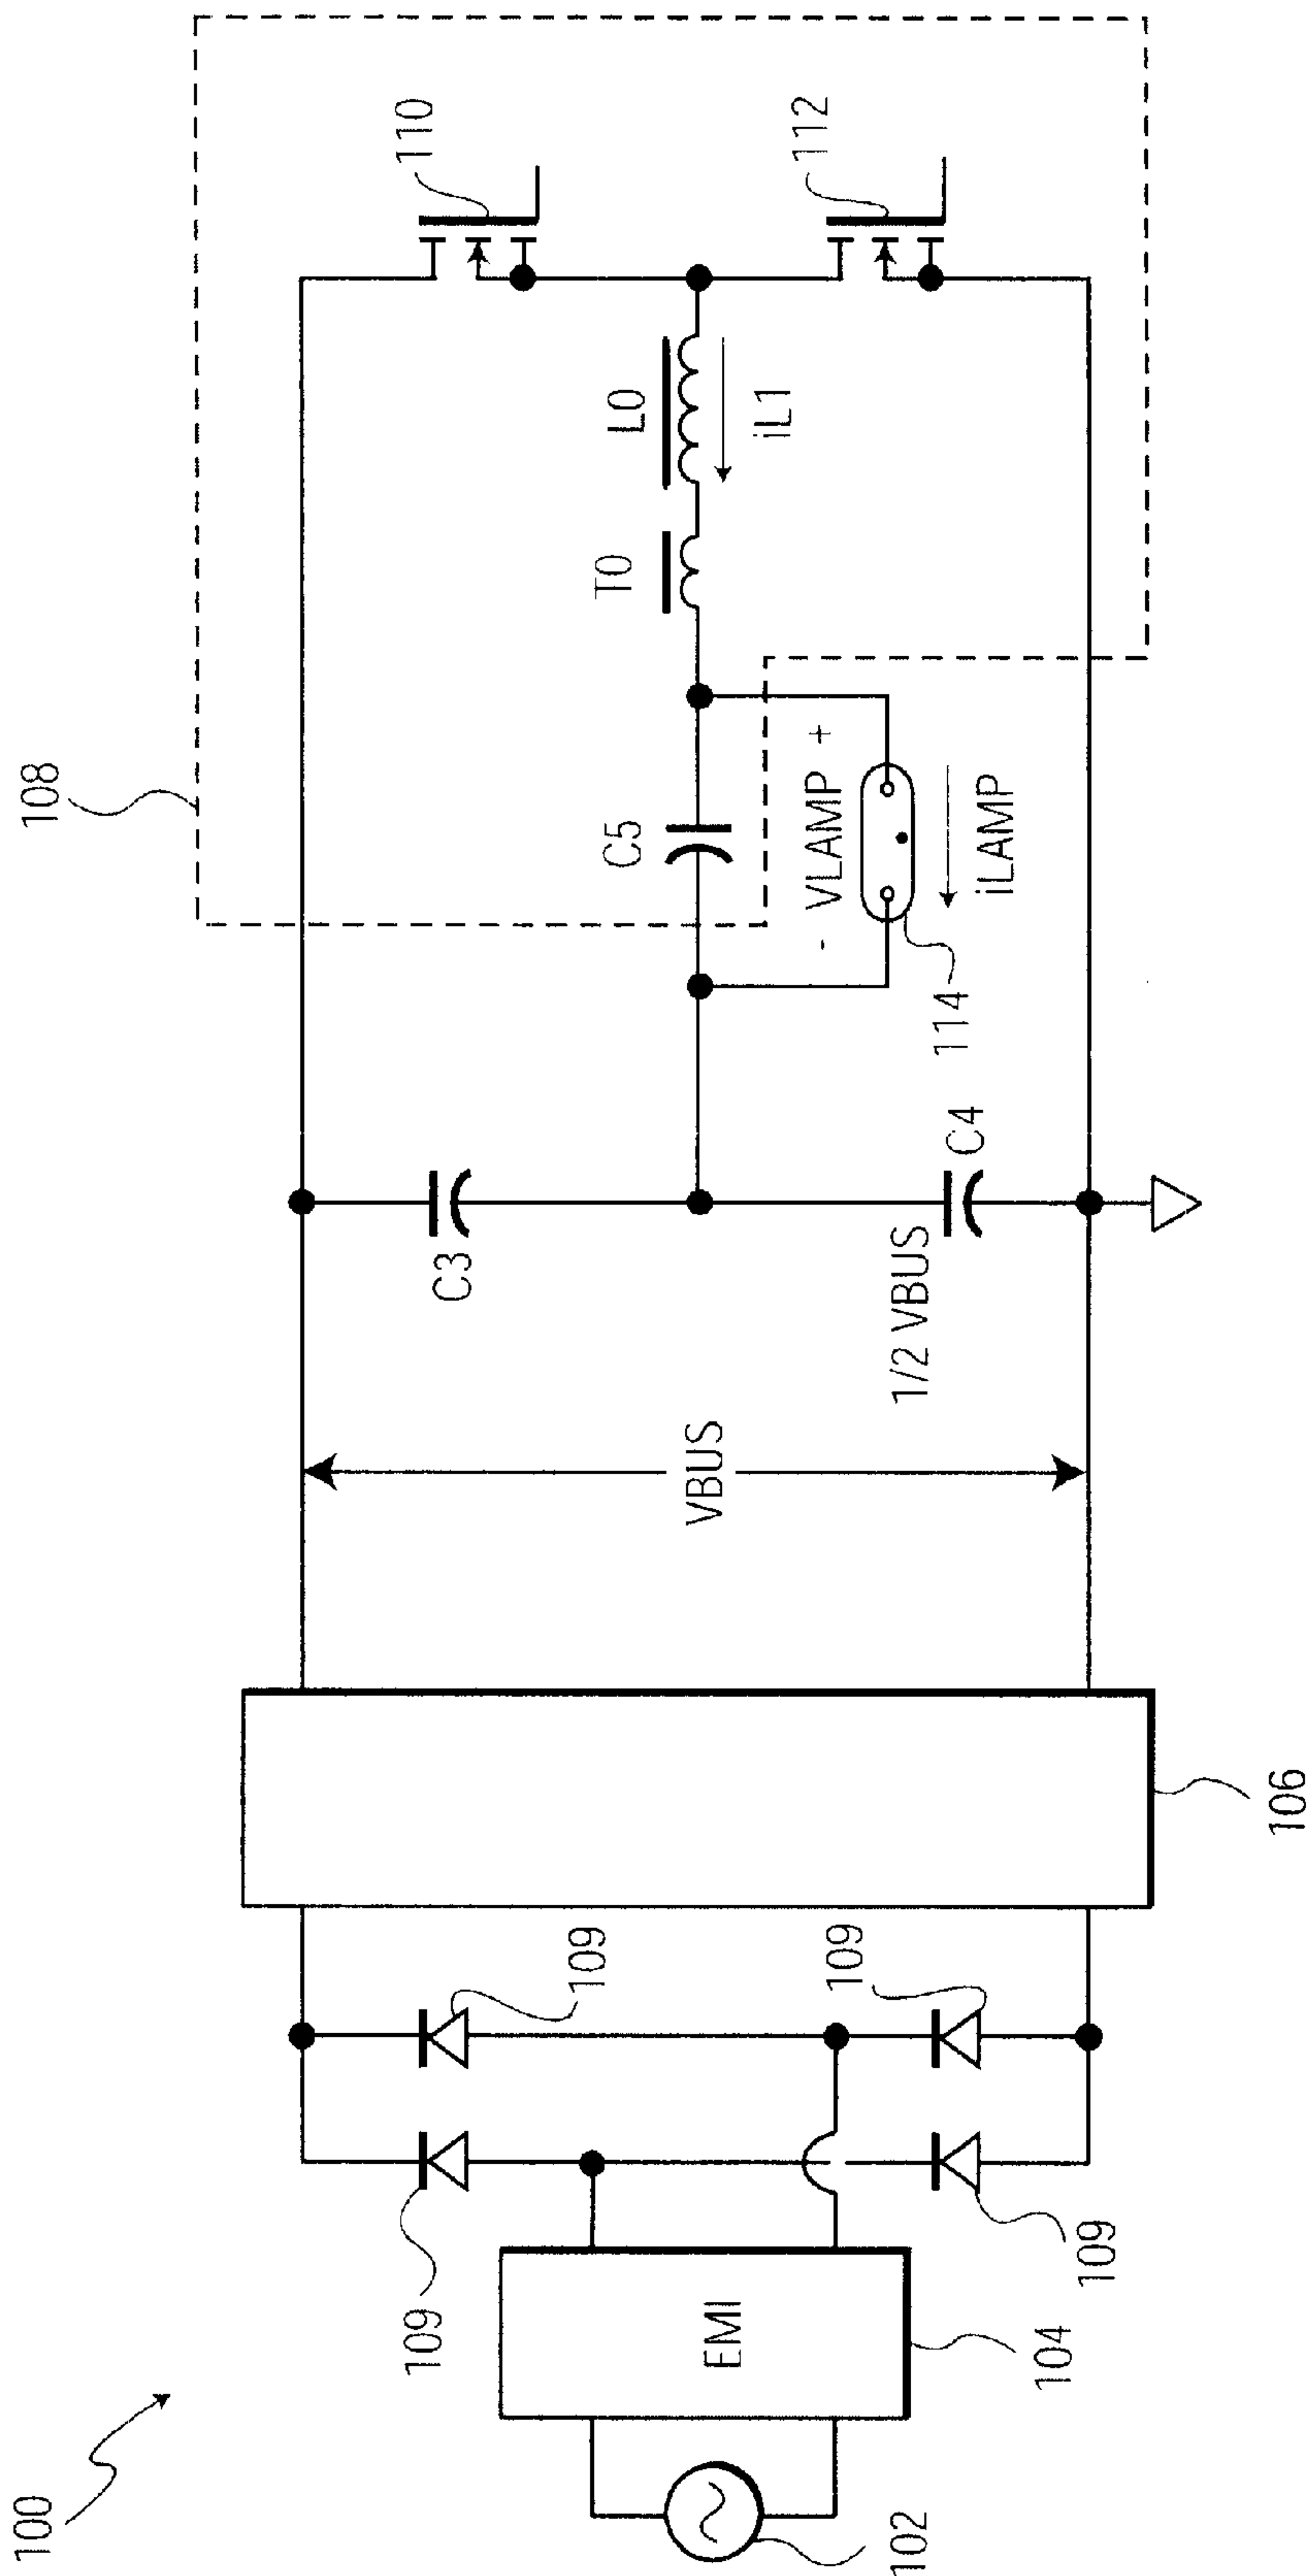 100
102
EMI
104
109
109
109
109
106
VBUS
C3
1/2 VBUS
C4
108
C5
- VLAMP +
iLAMP
114
T0
L0
iL1
110
112